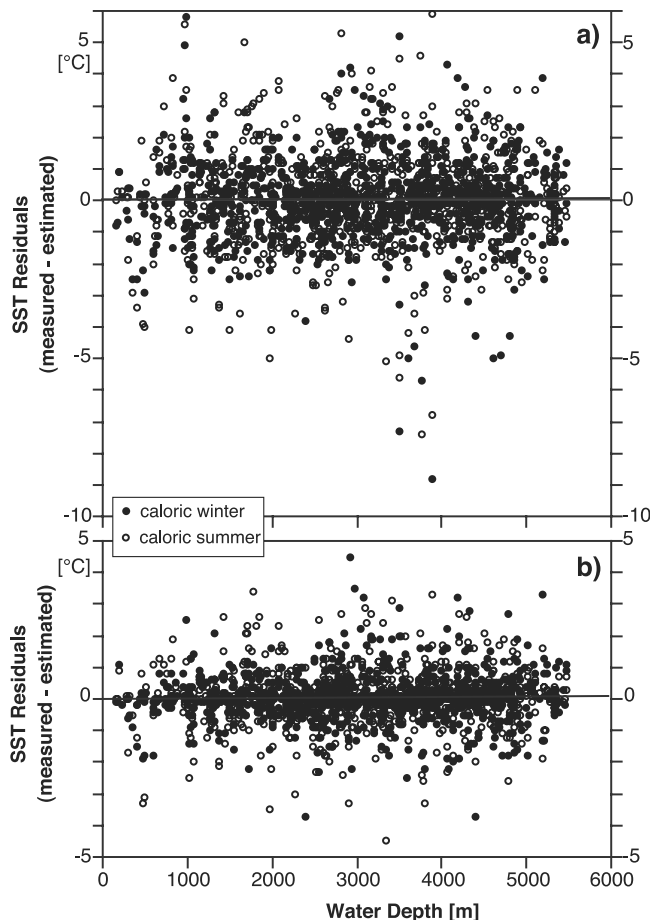 5
5
[°C]
a)
0
0
SST Residuals
(measured - estimated)
-5
-5
-10
-10
caloric winter
caloric summer
5
5
[°C]
b)
0
0
SST Residuals
(measured - estimated)
-5
-5
0 1000 2000 3000 4000 5000 6000
Water Depth [m]